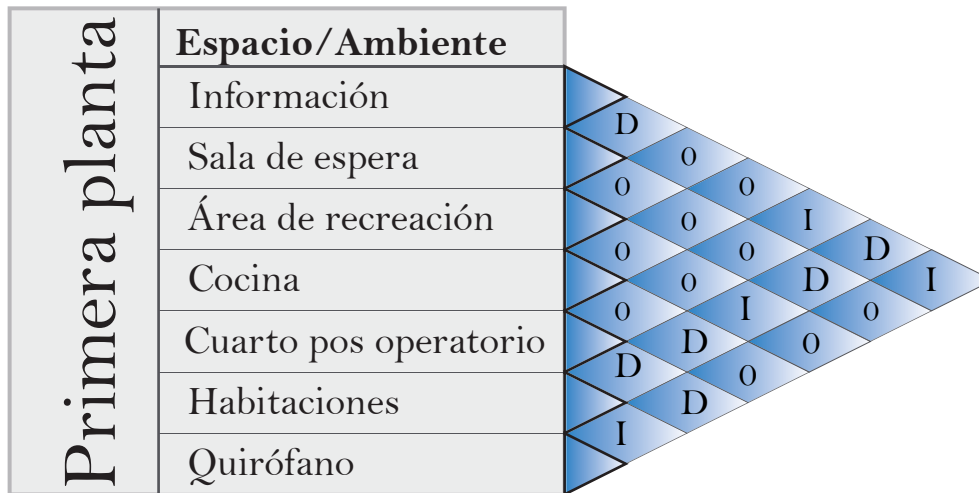 Primera planta
Espacio/Ambiente
Información
D
Sala de espera 0
0 0
Área de recreación 0 I
0 0 D
Cocina 0 D I
0 I 0
Cuarto pos operatorio D 0
D 0
Habitaciones D
I
Quirófano